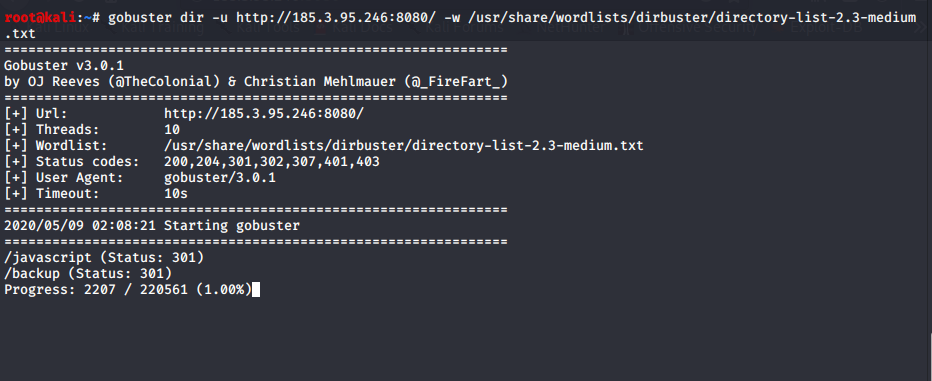 root@kali:~# gobuster dir -u http://185.3.95.246:8080/ -w /usr/share/wordlists/dirbuster/directory-list-2.3-medium
.txt
===============================================================
Gobuster v3.0.1
by OJ Reeves (@TheColonial) & Christian Mehlmauer (@_FireFart_)
===============================================================
[+] Url:            http://185.3.95.246:8080/
[+] Threads:        10
[+] Wordlist:       /usr/share/wordlists/dirbuster/directory-list-2.3-medium.txt
[+] Status codes:   200,204,301,302,307,401,403
[+] User Agent:     gobuster/3.0.1
[+] Timeout:        10s
===============================================================
2020/05/09 02:08:21 Starting gobuster
===============================================================
/javascript (Status: 301)
/backup (Status: 301)
Progress: 2207 / 220561 (1.00%)